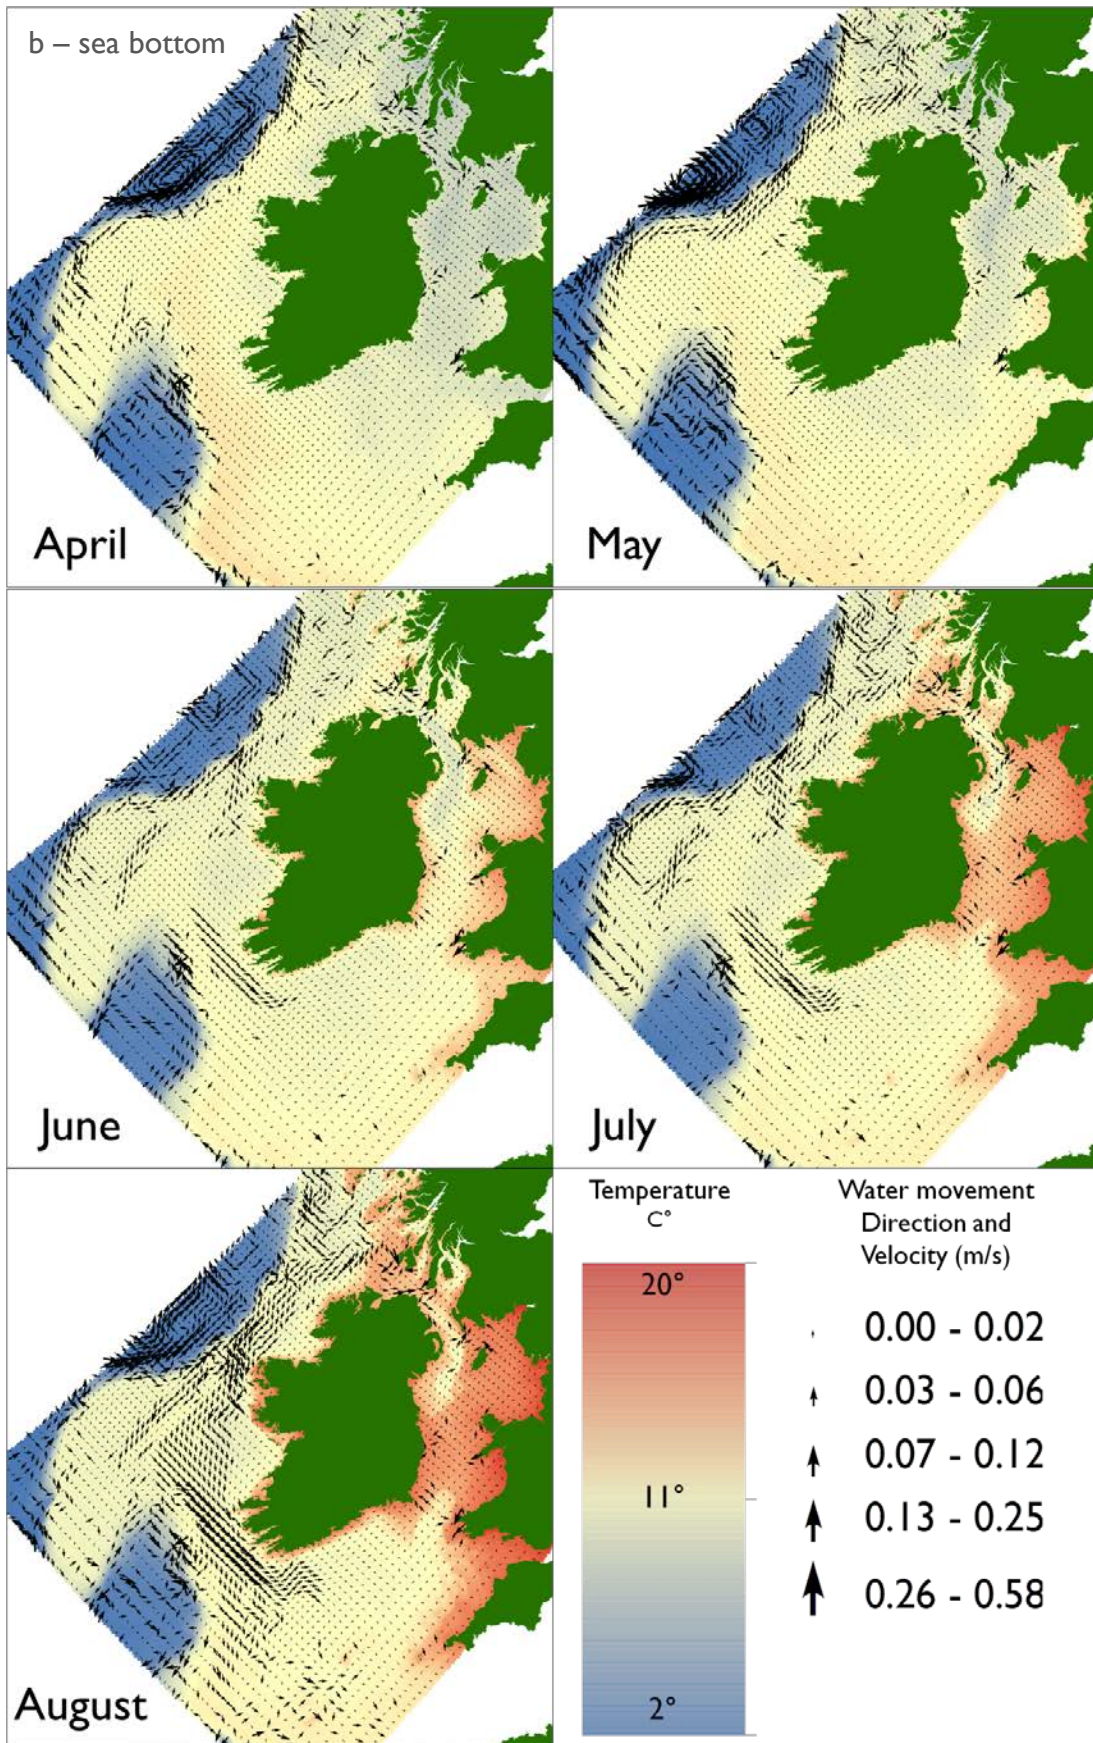 b – sea bottom
April
May
June
July
August
Temperature
C°
20°
11°
2°
Water movement
Direction and
Velocity (m/s)
0.00 - 0.02
0.03 - 0.06
0.07 - 0.12
0.13 - 0.25
0.26 - 0.58